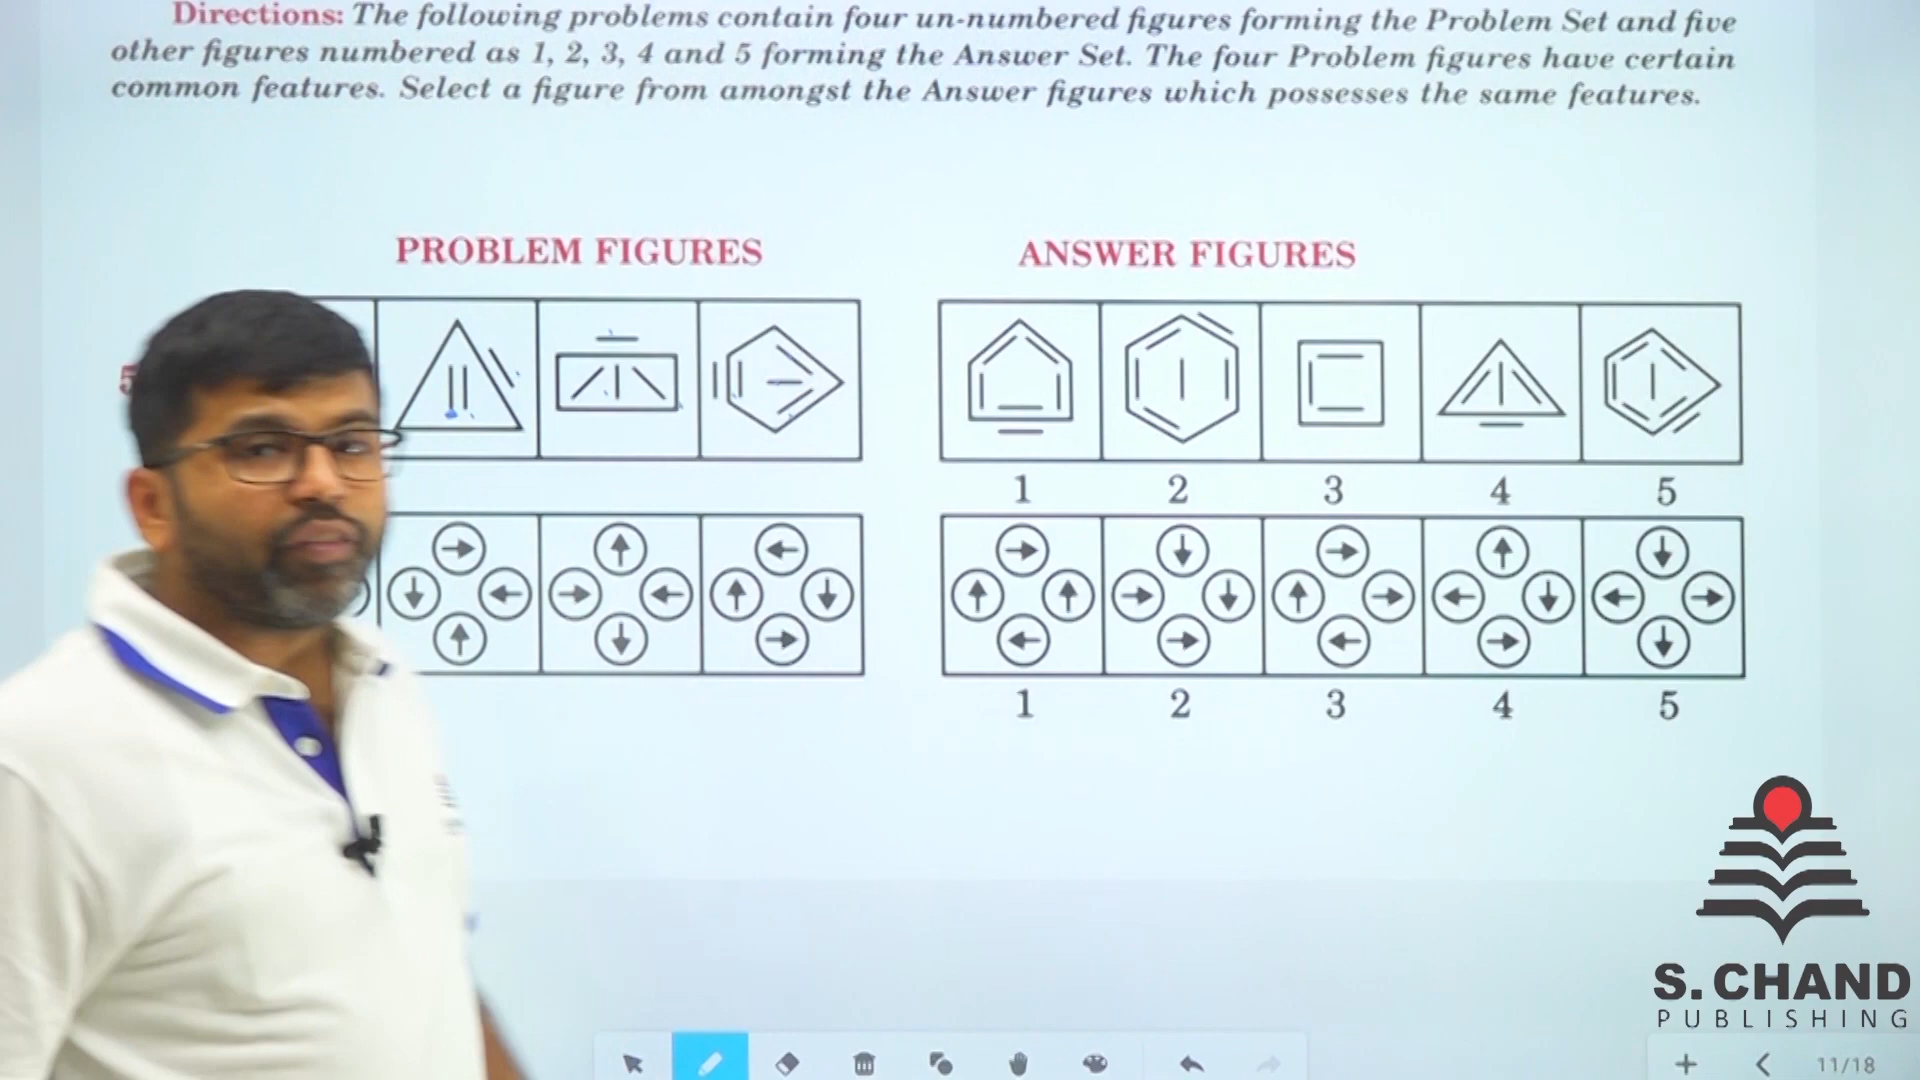 Directions: The following problems contain four un-numbered figures forming the Problem Set and five
other figures numbered as 1, 2, 3, 4 and 5 forming the Answer Set. The four Problem figures have certain
common features. Select a figure from amongst the Answer figures which possesses the same features.
PROBLEM FIGURES ANSWER FIGURES
5
1 2 3 4 5
1 2 3 4 5
S. CHAND
PUBLISHING
11/18